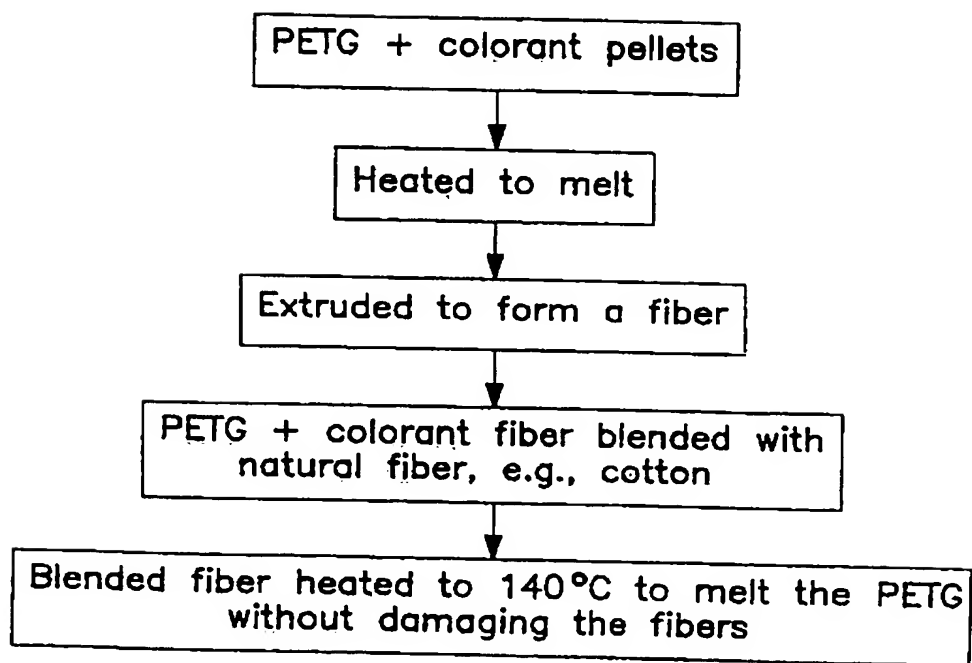 PETG + colorant pellets
Heated to melt
Extruded to form a fiber
PETG + colorant fiber blended with
natural fiber, e.g., cotton
Blended fiber heated to 140°C to melt the PETG
without damaging the fibers